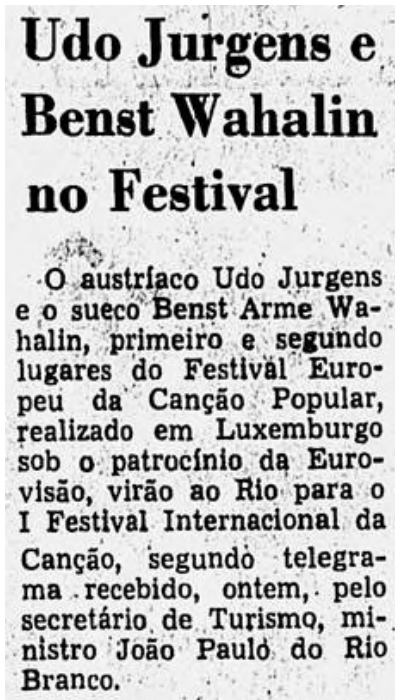 Udo Jurgens e
Benst Wahalin
no Festival
O austríaco Udo Jurgens
e o sueco Benst Arme Wa-
halin, primeiro e segundo
lugares do Festival Euro-
peu da Canção Popular,
realizado em Luxemburgo
sob o patrocínio da Euro-
visão, virão ao Rio para o
I Festival Internacional da
Canção, segundo telegra-
ma recebido, ontem, pelo
secretário de Turismo, mi-
nistro João Paulo do Rio
Branco.